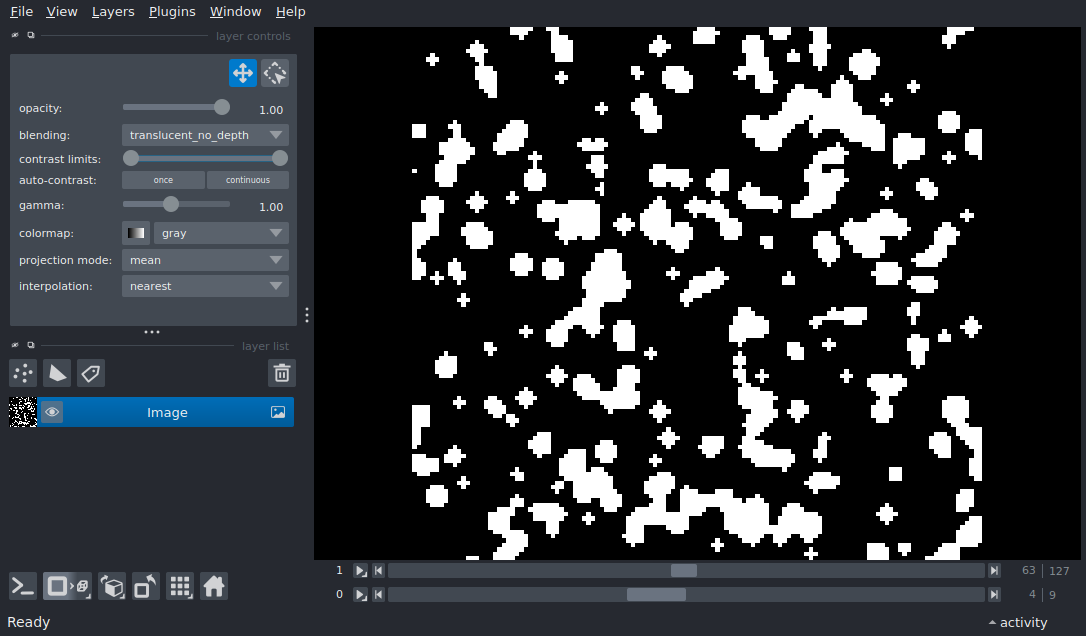 File View Layers Plugins Window Help
layer controls
opacity: 1.00
blending: translucent_no_depth
contrast limits:
auto-contrast: once continuous
gamma: 1.00
colormap: gray
projection mode: mean
interpolation: nearest
layer list
Image
1 63 127
0 4 9
Ready activity